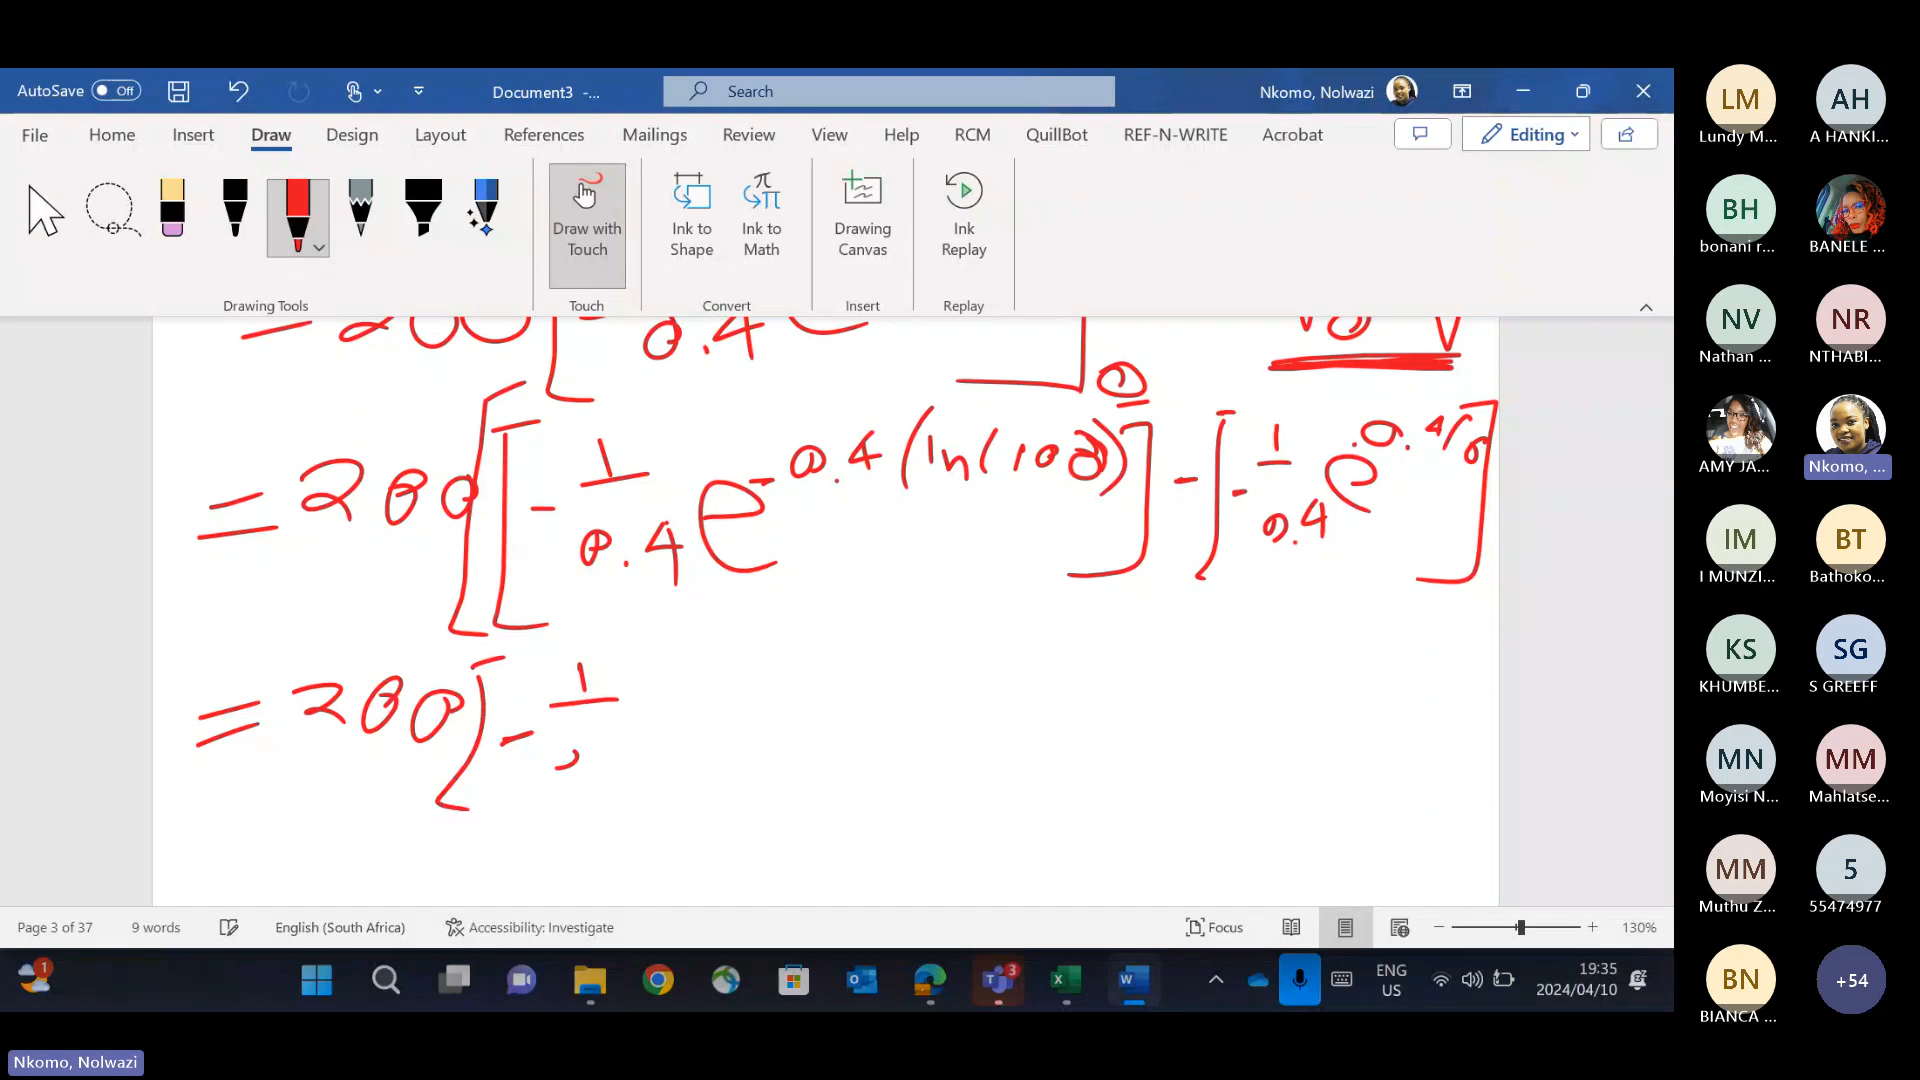 AutoSave Off Document3 -... Search Nkomo, Nolwazi
File Home Insert Draw Design Layout References Mailings Review View Help RCM QuillBot REF-N-WRITE Acrobat Editing
Draw with Touch Ink to Shape Ink to Math Drawing Canvas Ink Replay
Drawing Tools Touch Convert Insert Replay
0.4 0
= 200[[-1/0.4 e^-0.4(ln(100)] - [-1/0.4 e
= 200[-1/
Page 3 of 37 9 words English (South Africa) Accessibility: Investigate Focus 130%
1 3 ENG US 19:35 2024/04/10
Nkomo, Nolwazi
LM AH
Lundy M... A HANKI...
BH
bonani r... BANELE ...
NV NR
Nathan ... NTHABI...
AMY JA... Nkomo, ...
IM BT
I MUNZI... Bathoko...
KS SG
KHUMBE... S GREEFF
MN MM
Moyisi N... Mahlatse...
MM 5
Muthu Z... 55474977
BN +54
BIANCA ...